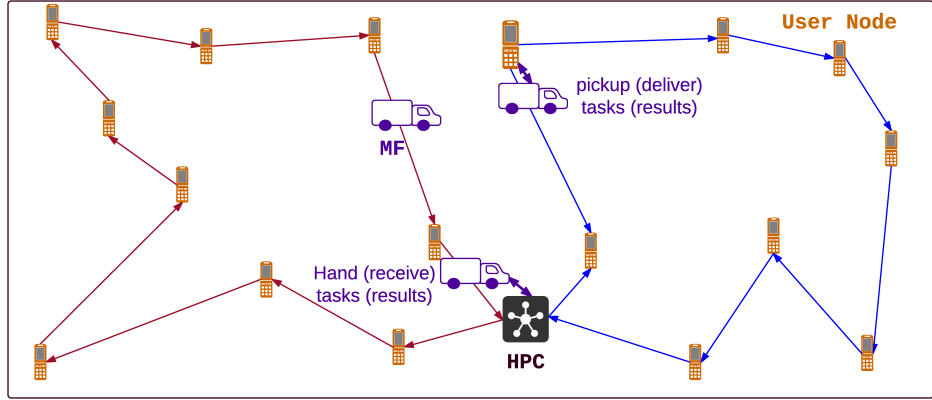 User Node
pickup (deliver)
tasks (results)
MF
Hand (receive)
tasks (results)
HPC